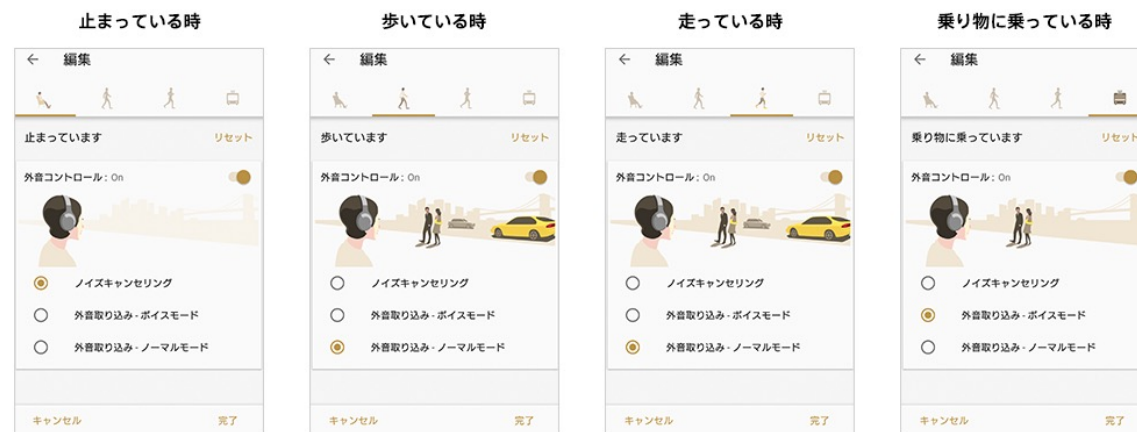 止まっている時
← 編集
止まっています リセット
外音コントロール: On
ノイズキャンセリング
外音取り込み - ボイスモード
外音取り込み - ノーマルモード
キャンセル 完了
歩いている時
← 編集
歩いています リセット
外音コントロール: On
ノイズキャンセリング
外音取り込み - ボイスモード
外音取り込み - ノーマルモード
キャンセル 完了
走っている時
← 編集
走っています リセット
外音コントロール: On
ノイズキャンセリング
外音取り込み - ボイスモード
外音取り込み - ノーマルモード
キャンセル 完了
乗り物に乗っている時
← 編集
乗り物に乗っています リセット
外音コントロール: On
ノイズキャンセリング
外音取り込み - ボイスモード
外音取り込み - ノーマルモード
キャンセル 完了